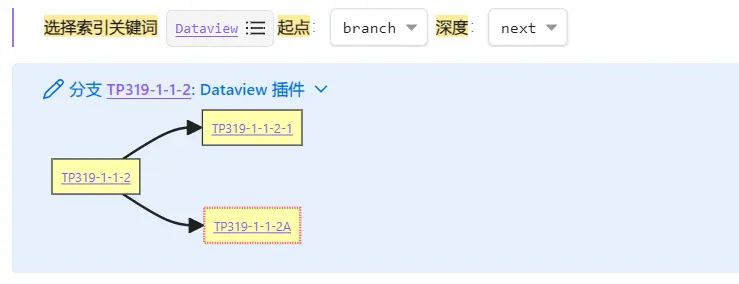 选择索引关键词 Dataview 起点: branch 深度: next
分支 TP319-1-1-2: Dataview 插件
TP319-1-1-2-1
TP319-1-1-2
TP319-1-1-2A